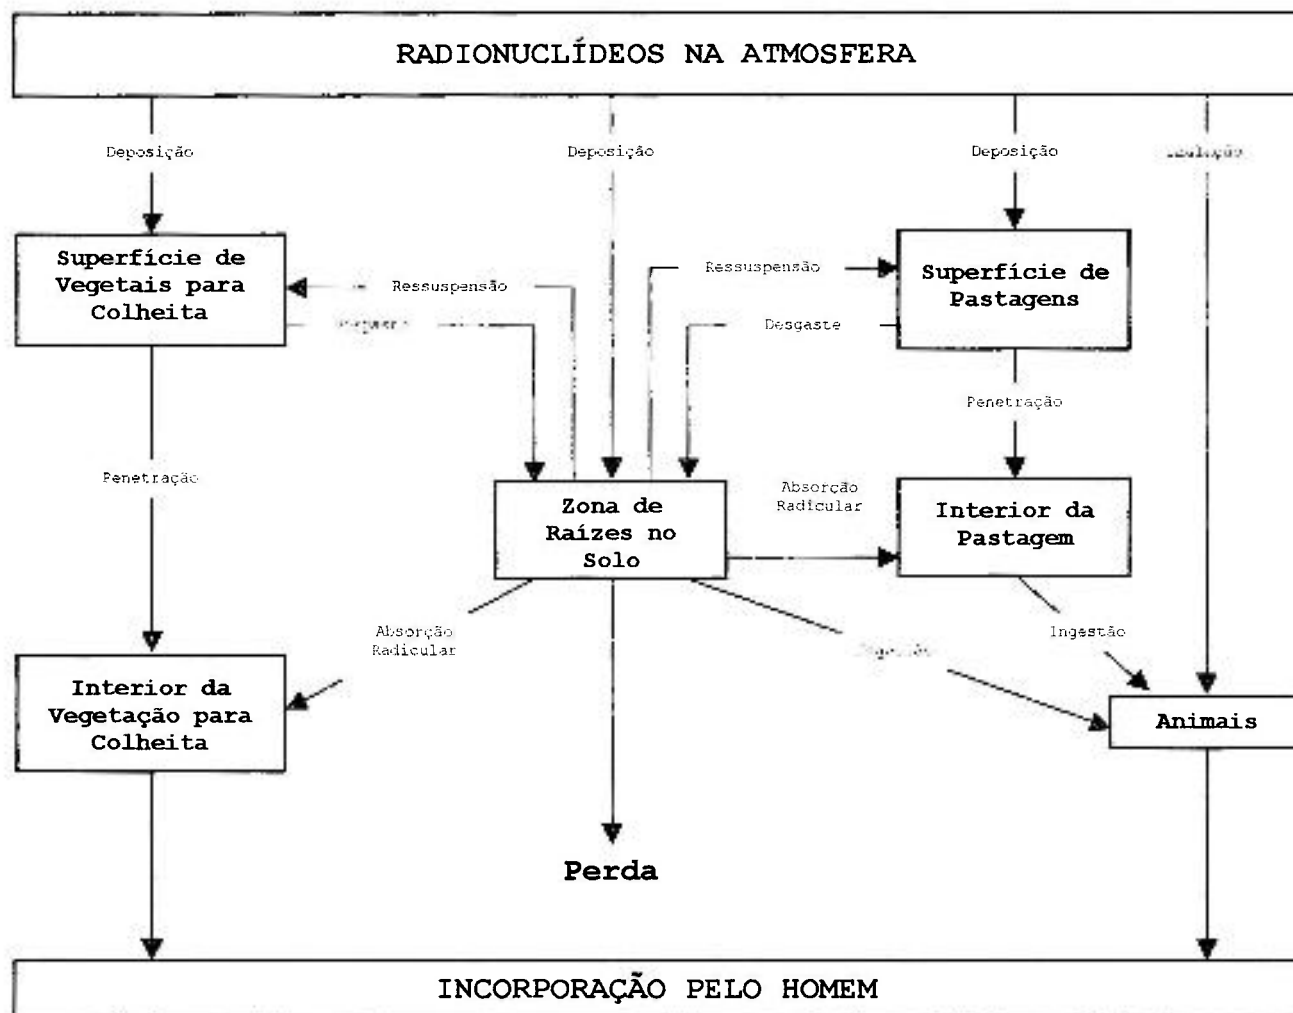 RADIONUCLÍDEOS NA ATMOSFERA
Deposição
Deposição
Deposição
Inalação
Superfície de
Vegetais para
Colheita
Ressuspensão
Ressuspensão
Superfície de
Pastagens
Desgaste
Penetração
Penetração
Zona de
Raízes no
Solo
Absorção
Radicular
Interior da
Pastagem
Absorção
Radicular
Ingestão
Ingestão
Interior da
Vegetação para
Colheita
Animais
Perda
INCORPORAÇÃO PELO HOMEM